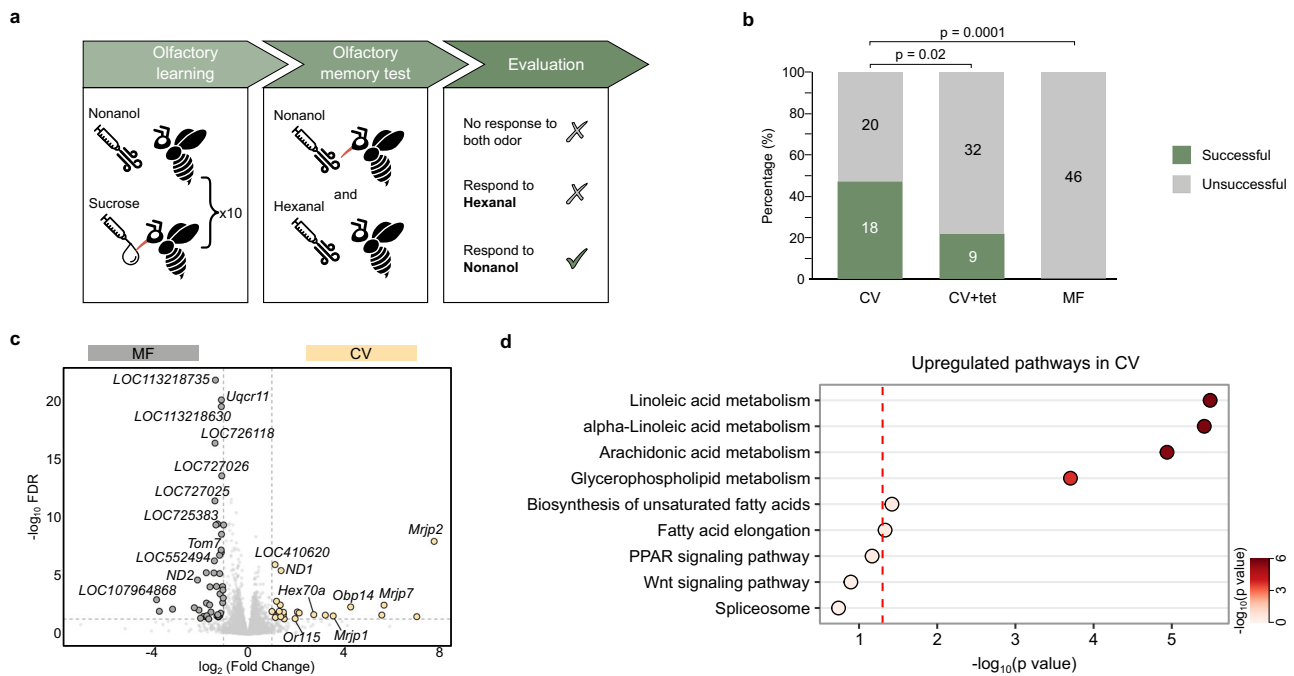 a
Olfactory
learning
Olfactory
memory test
Evaluation
Nonanol
Sucrose
x10
Nonanol
and
Hexanal
No response to
both odor
Respond to
Hexanal
Respond to
Nonanol
b
p = 0.0001
p = 0.02
Percentage (%)
100
80
60
40
20
0
20
18
32
9
46
CV
CV+tet
MF
Successful
Unsuccessful
c
MF
CV
-log10 FDR
20
15
10
5
0
LOC113218735
Uqcr11
LOC113218630
LOC726118
LOC727026
LOC727025
LOC725383
Tom7
LOC552494
ND2
LOC107964868
Mrjp2
LOC410620
ND1
Hex70a
Obp14
Mrjp7
Or115
Mrjp1
-4
0
4
8
log2 (Fold Change)
d
Upregulated pathways in CV
Linoleic acid metabolism
alpha-Linoleic acid metabolism
Arachidonic acid metabolism
Glycerophospholipid metabolism
Biosynthesis of unsaturated fatty acids
Fatty acid elongation
PPAR signaling pathway
Wnt signaling pathway
Spliceosome
1
2
3
4
5
-log10(p value)
-log10(p value)
6
3
0